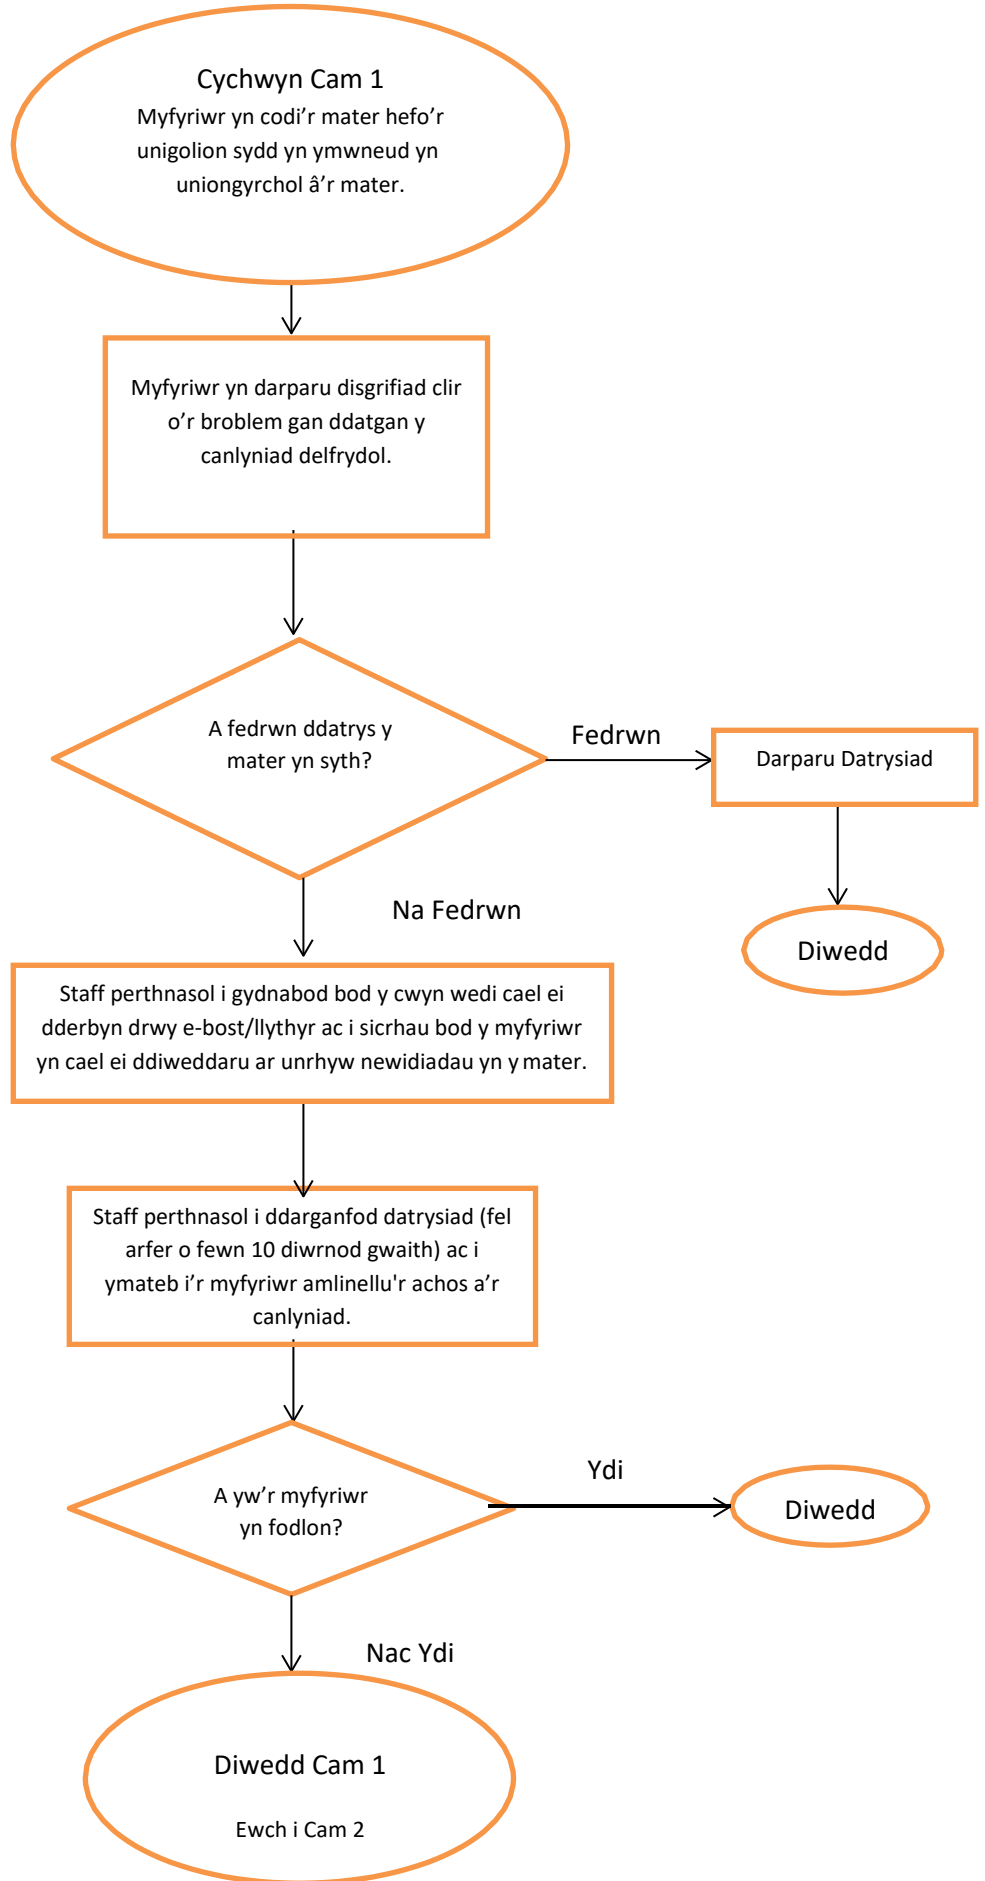 Cychwyn Cam 1
Myfyriwr yn codi’r mater hefo’r
unigolion sydd yn ymwneud yn
uniongyrchol â’r mater.
Myfyriwr yn darparu disgrifiad clir
o’r broblem gan ddatgan y
canlyniad delfrydol.
A fedrwn ddatrys y
mater yn syth?
Fedrwn
Darparu Datrysiad
Diwedd
Na Fedrwn
Staff perthnasol i gydnabod bod y cwyn wedi cael ei
dderbyn drwy e-bost/llythyr ac i sicrhau bod y myfyriwr
yn cael ei ddiweddaru ar unrhyw newidiadau yn y mater.
Staff perthnasol i ddarganfod datrysiad (fel
arfer o fewn 10 diwrnod gwaith) ac i
ymateb i’r myfyriwr amlinellu'r achos a’r
canlyniad.
A yw’r myfyriwr
yn fodlon?
Ydi
Diwedd
Nac Ydi
Diwedd Cam 1
Ewch i Cam 2